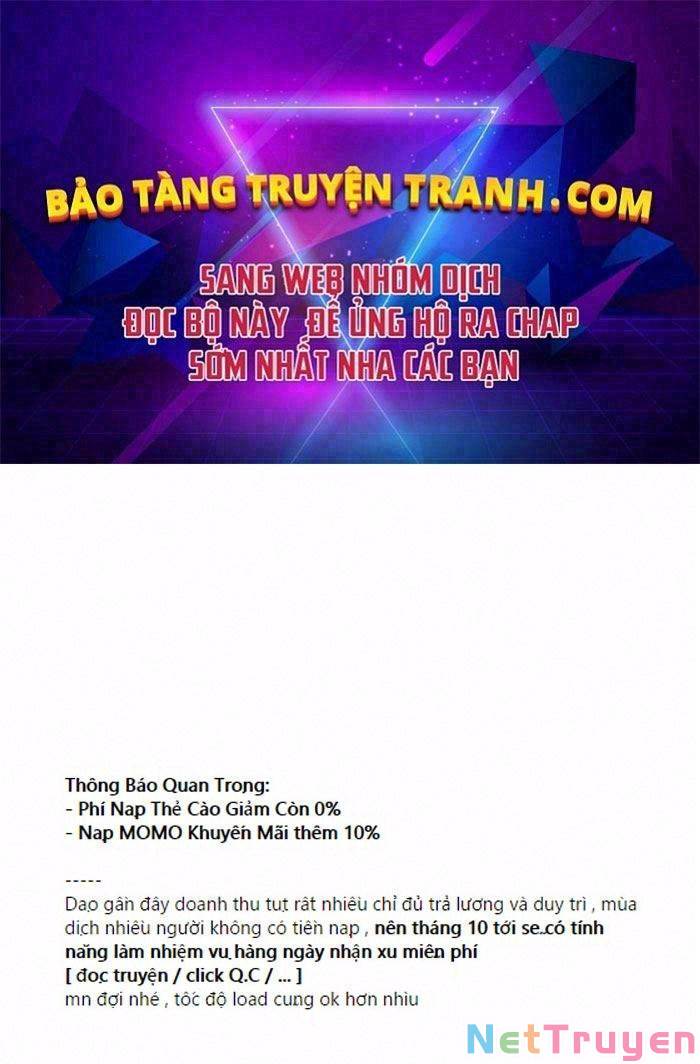 BẢO TÀNG TRUYỆN TRANH.COM
SANG WEB NHÓM DỊCH
ĐỌC BỘ NÀY ĐỂ ỦNG HỘ RA CHAP
SỚM NHẤT NHA CÁC BẠN
Thông Báo Quan Trọng:
- Phí Nạp Thẻ Cào Giảm Còn 0%
- Nạp MOMO Khuyến Mãi thêm 10%
-----
Dạo gần đây doanh thu tụt rất nhiều chỉ đủ trả lương và duy trì , mùa
dịch nhiều người không có tiền nạp , nên tháng 10 tới sẽ có tính
năng làm nhiệm vụ hàng ngày nhận xu miễn phí
[ đọc truyện / click Q.C / ... ]
mn đợi nhé , tốc độ load cũng ok hơn nhìu
NetTruyen